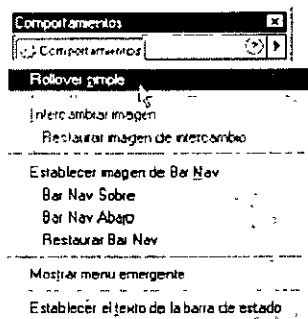 Comportamientos
Comportamientos
Rollover simple
Intercambiar imagen
Restaurar imagen de intercambio
Establecer imagen de Bar Nav
Bar Nav Sobre
Bar Nav Abajo
Restaurar Bar Nav
Mostrar menu emergente
Establecer el texto de la barra de estado